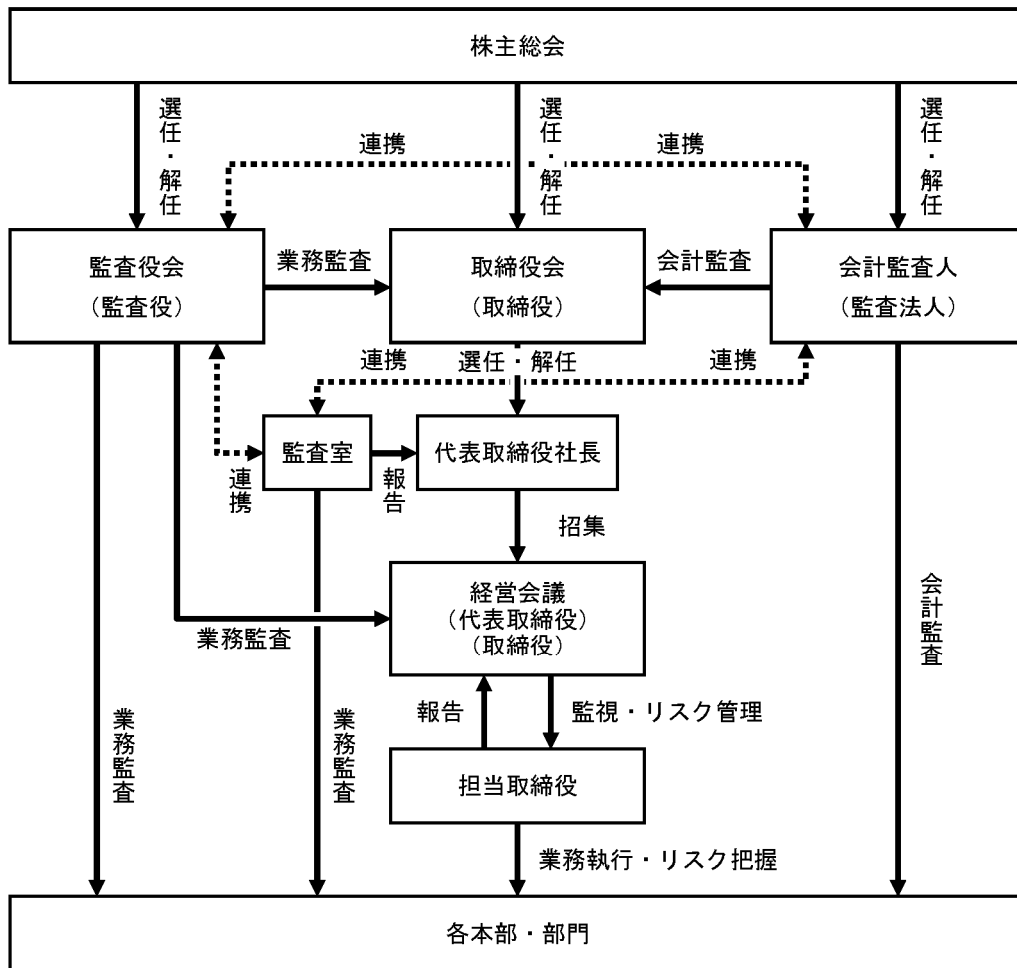 株主総会
選任・解任
選任・解任
選任・解任
連携
連携
監査役会
(監査役)
業務監査
取締役会
(取締役)
会計監査
会計監査人
(監査法人)
連携
選任・解任
連携
監査室
報告
代表取締役社長
連携
招集
経営会議
(代表取締役)
(取締役)
業務監査
会計監査
報告
監視・リスク管理
業務監査
業務監査
担当取締役
業務執行・リスク把握
各本部・部門